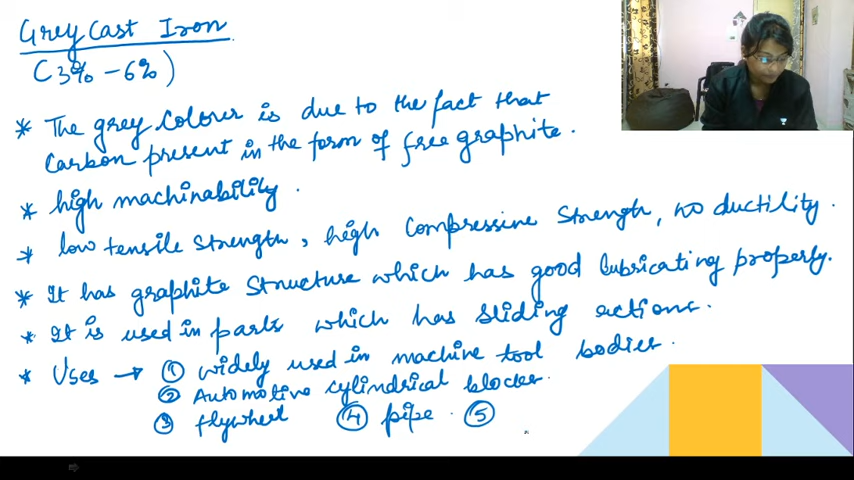 Grey Cast Iron
(3% - 6%)
* The grey colour is due to the fact that
carbon present in the form of free graphite.
* high machinability.
* low tensile strength, high compressive strength, no ductility.
* It has graphite structure which has good lubricating property.
* It is used in parts which has sliding actions.
* Uses → ① widely used in machine tool bodies.
② Automotive cylindrical blocks.
③ flywheel ④ pipe. ⑤